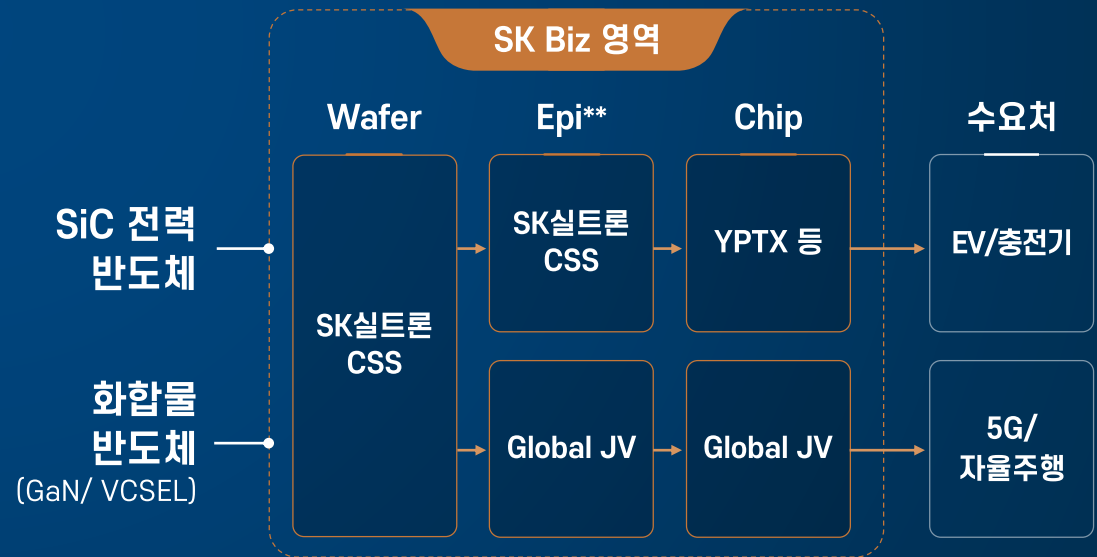 SK Biz 영역
Wafer
Epi**
Chip
수요처
SiC 전력
반도체
SK실트론
CSS
YPTX 등
EV/충전기
SK실트론
CSS
화합물
반도체
(GaN/ VCSEL)
Global JV
Global JV
5G/
자율주행